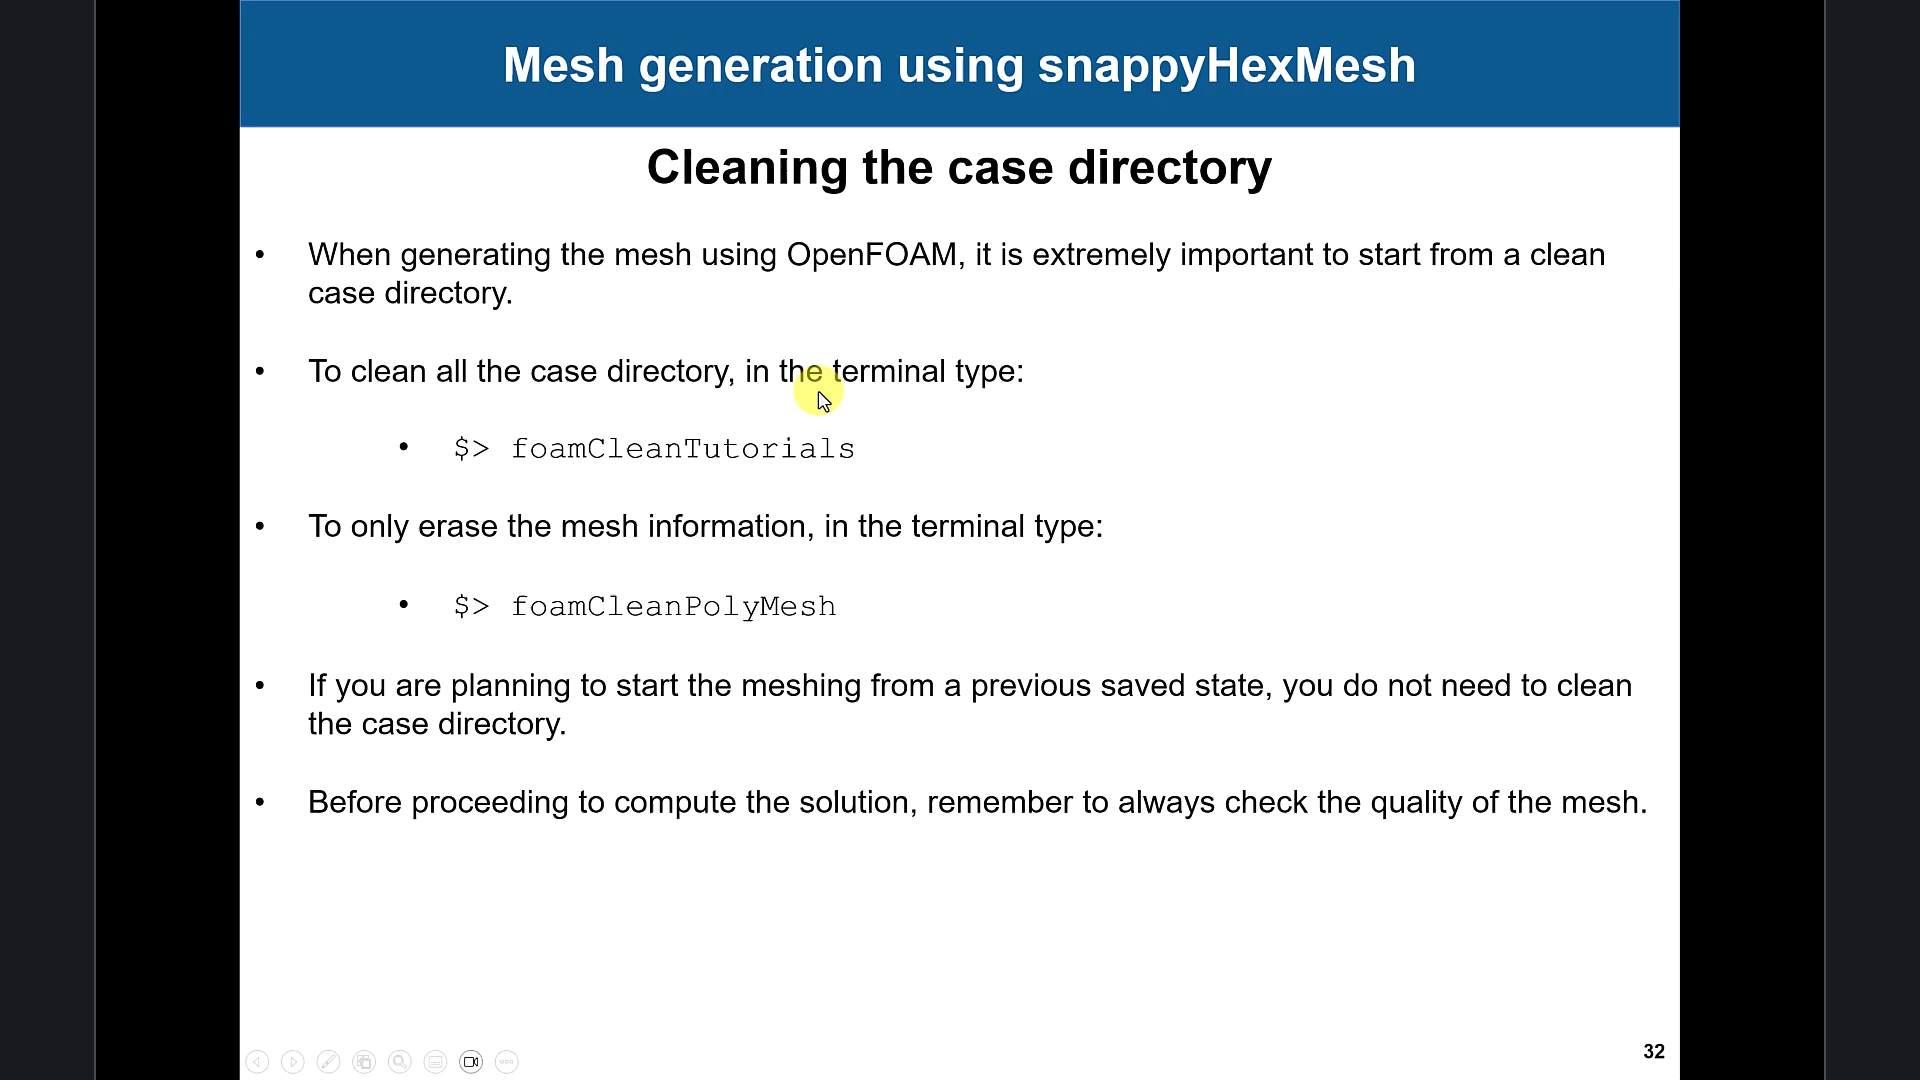 Mesh generation using snappyHexMesh
Cleaning the case directory
• When generating the mesh using OpenFOAM, it is extremely important to start from a clean
case directory.
• To clean all the case directory, in the terminal type:
• $> foamCleanTutorials
• To only erase the mesh information, in the terminal type:
• $> foamCleanPolyMesh
• If you are planning to start the meshing from a previous saved state, you do not need to clean
the case directory.
• Before proceeding to compute the solution, remember to always check the quality of the mesh.
32